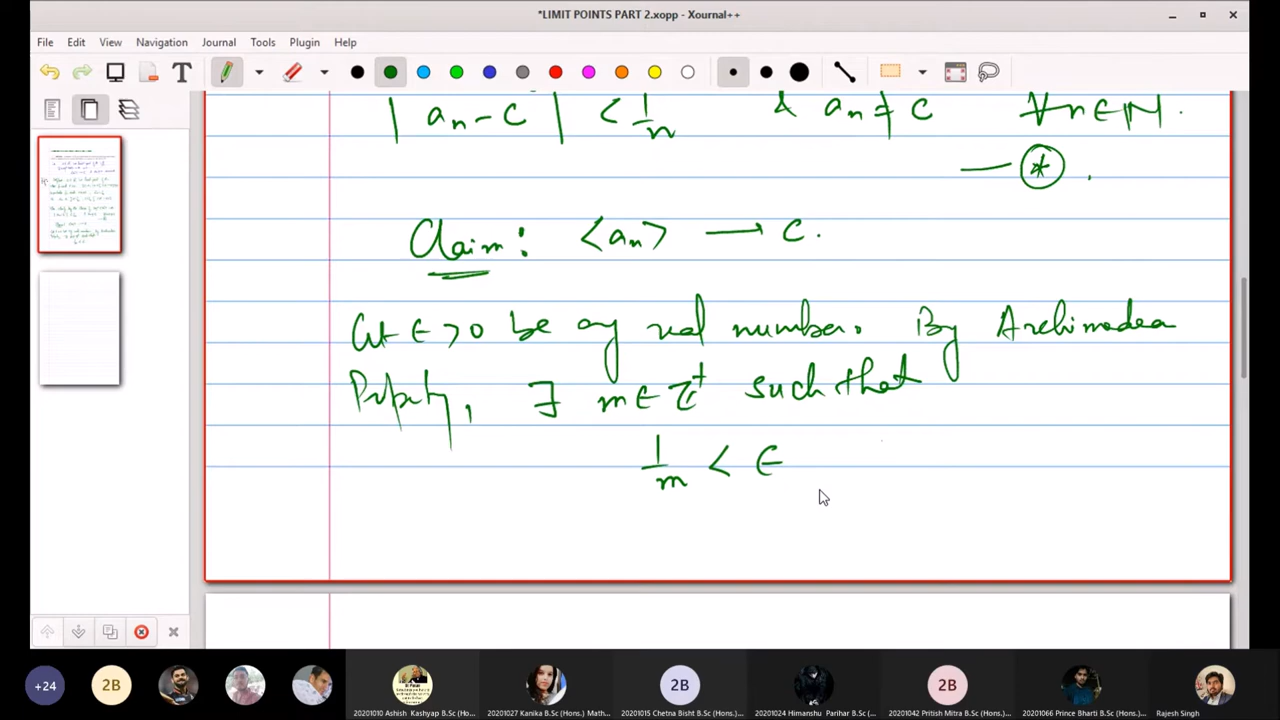 *LIMIT POINTS PART 2.xopp - Xournal++
File Edit View Navigation Journal Tools Plugin Help
| aₙ - c | < 1/n & aₙ ≠ c ∀ n ∈ N.
— (*) .
Claim: <aₙ> → c.
Let ∈ > 0 be any real number. By Archimedea
Property, ∃ m ∈ Z⁺ such that
1/m < ∈
+24 2B 2B 2B
20201010 Ashish Kashyap B.Sc (Ho... 20201027 Kanika B.Sc (Hons.) Math... 20201015 Chetna Bisht B.Sc (Hons.)... 20201024 Himanshu Parihar B.Sc (... 20201042 Pritish Mitra B.Sc (Hons.)... 20201066 Prince Bharti B.Sc (Hons.)... Rajesh Singh